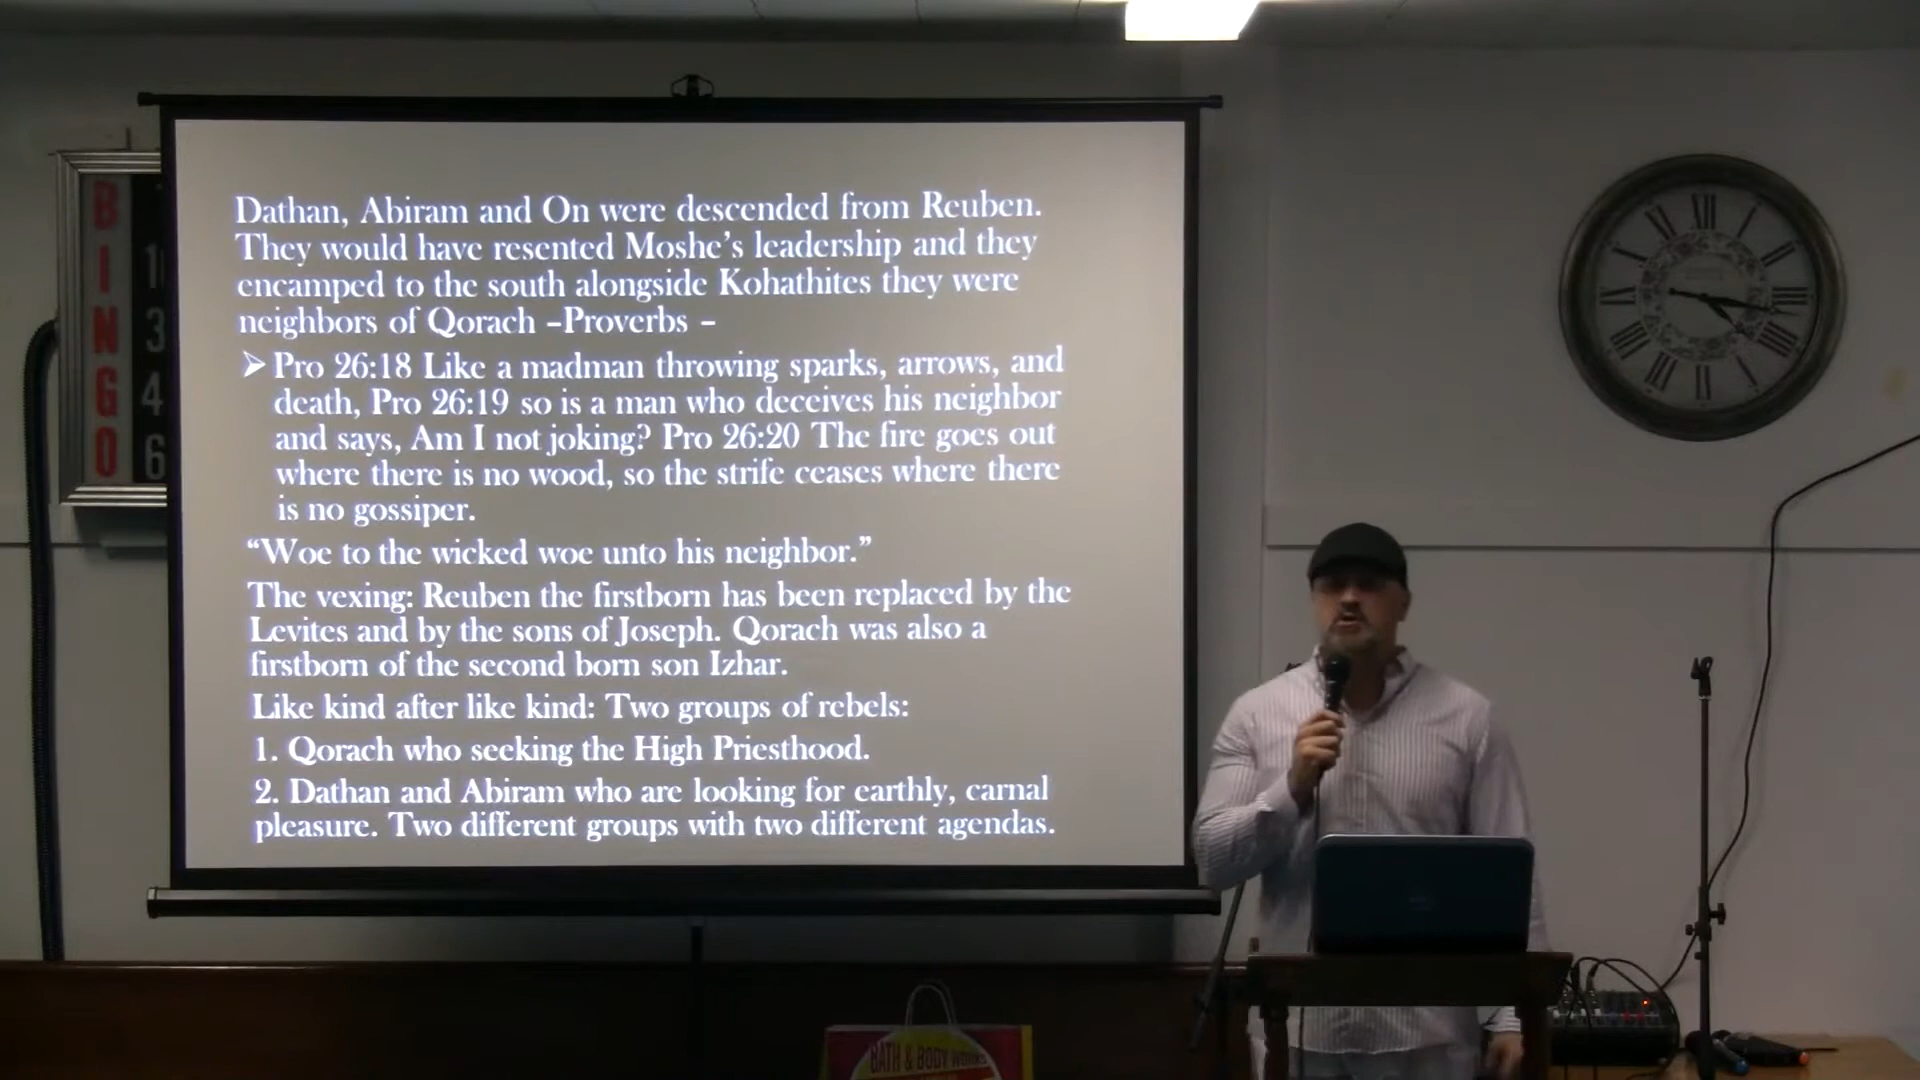 Dathan, Abiram and On were descended from Reuben.
They would have resented Moshe's leadership and they
encamped to the south alongside Kohathites they were
neighbors of Qorach –Proverbs –
➢ Pro 26:18 Like a madman throwing sparks, arrows, and
death, Pro 26:19 so is a man who deceives his neighbor
and says, Am I not joking? Pro 26:20 The fire goes out
where there is no wood, so the strife ceases where there
is no gossiper.
“Woe to the wicked woe unto his neighbor.”
The vexing: Reuben the firstborn has been replaced by the
Levites and by the sons of Joseph. Qorach was also a
firstborn of the second born son Izhar.
Like kind after like kind: Two groups of rebels:
1. Qorach who seeking the High Priesthood.
2. Dathan and Abiram who are looking for earthly, carnal
pleasure. Two different groups with two different agendas.
BINGO
3
4
6
BATH & BODY WORKS